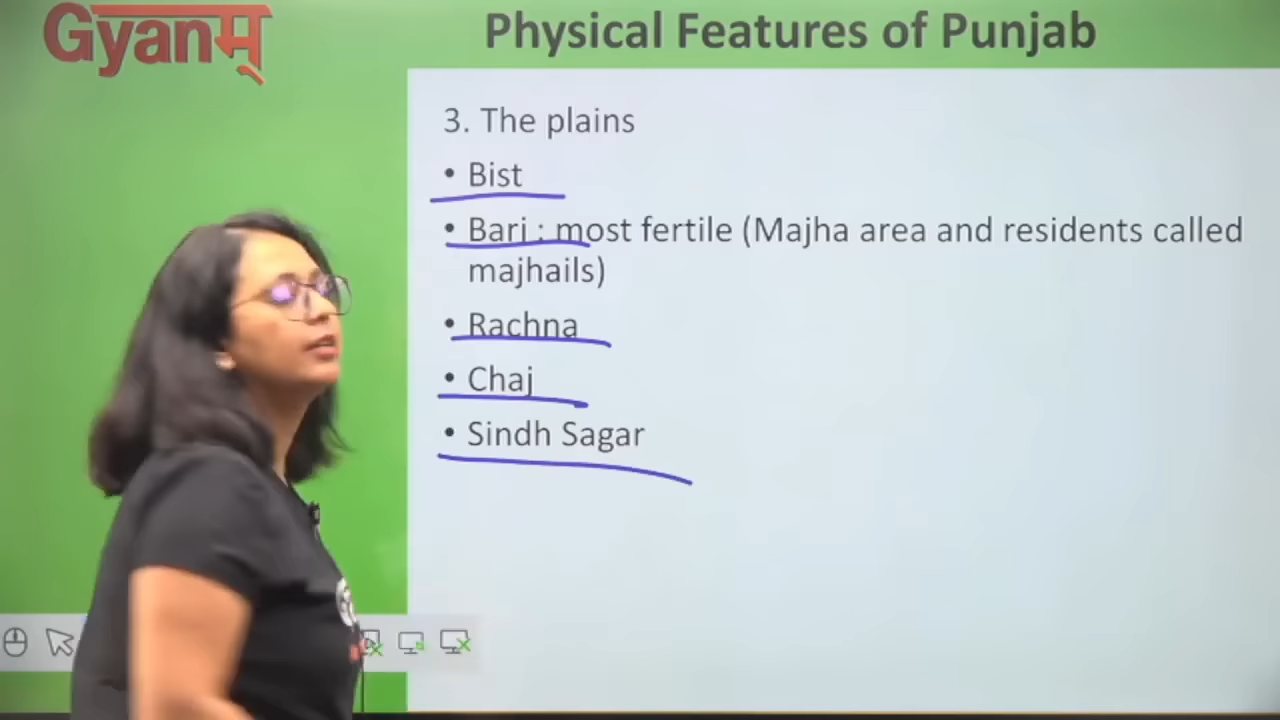 Gyanम्
Physical Features of Punjab
3. The plains
• Bist
• Bari : most fertile (Majha area and residents called
majhails)
• Rachna
• Chaj
• Sindh Sagar